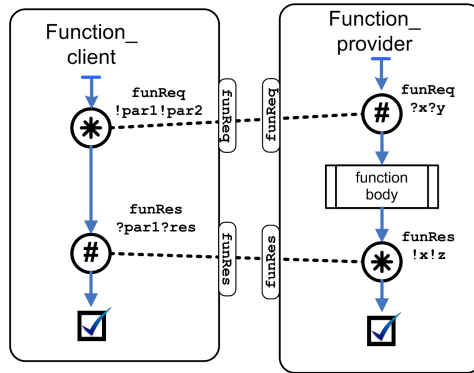 Function_
client
funReq
!par1!par2
*
funRes
?par1?res
#
funReq
funRes
funReq
funRes
Function_
provider
#
funReq
?x?y
function
body
funRes
!x!z
*